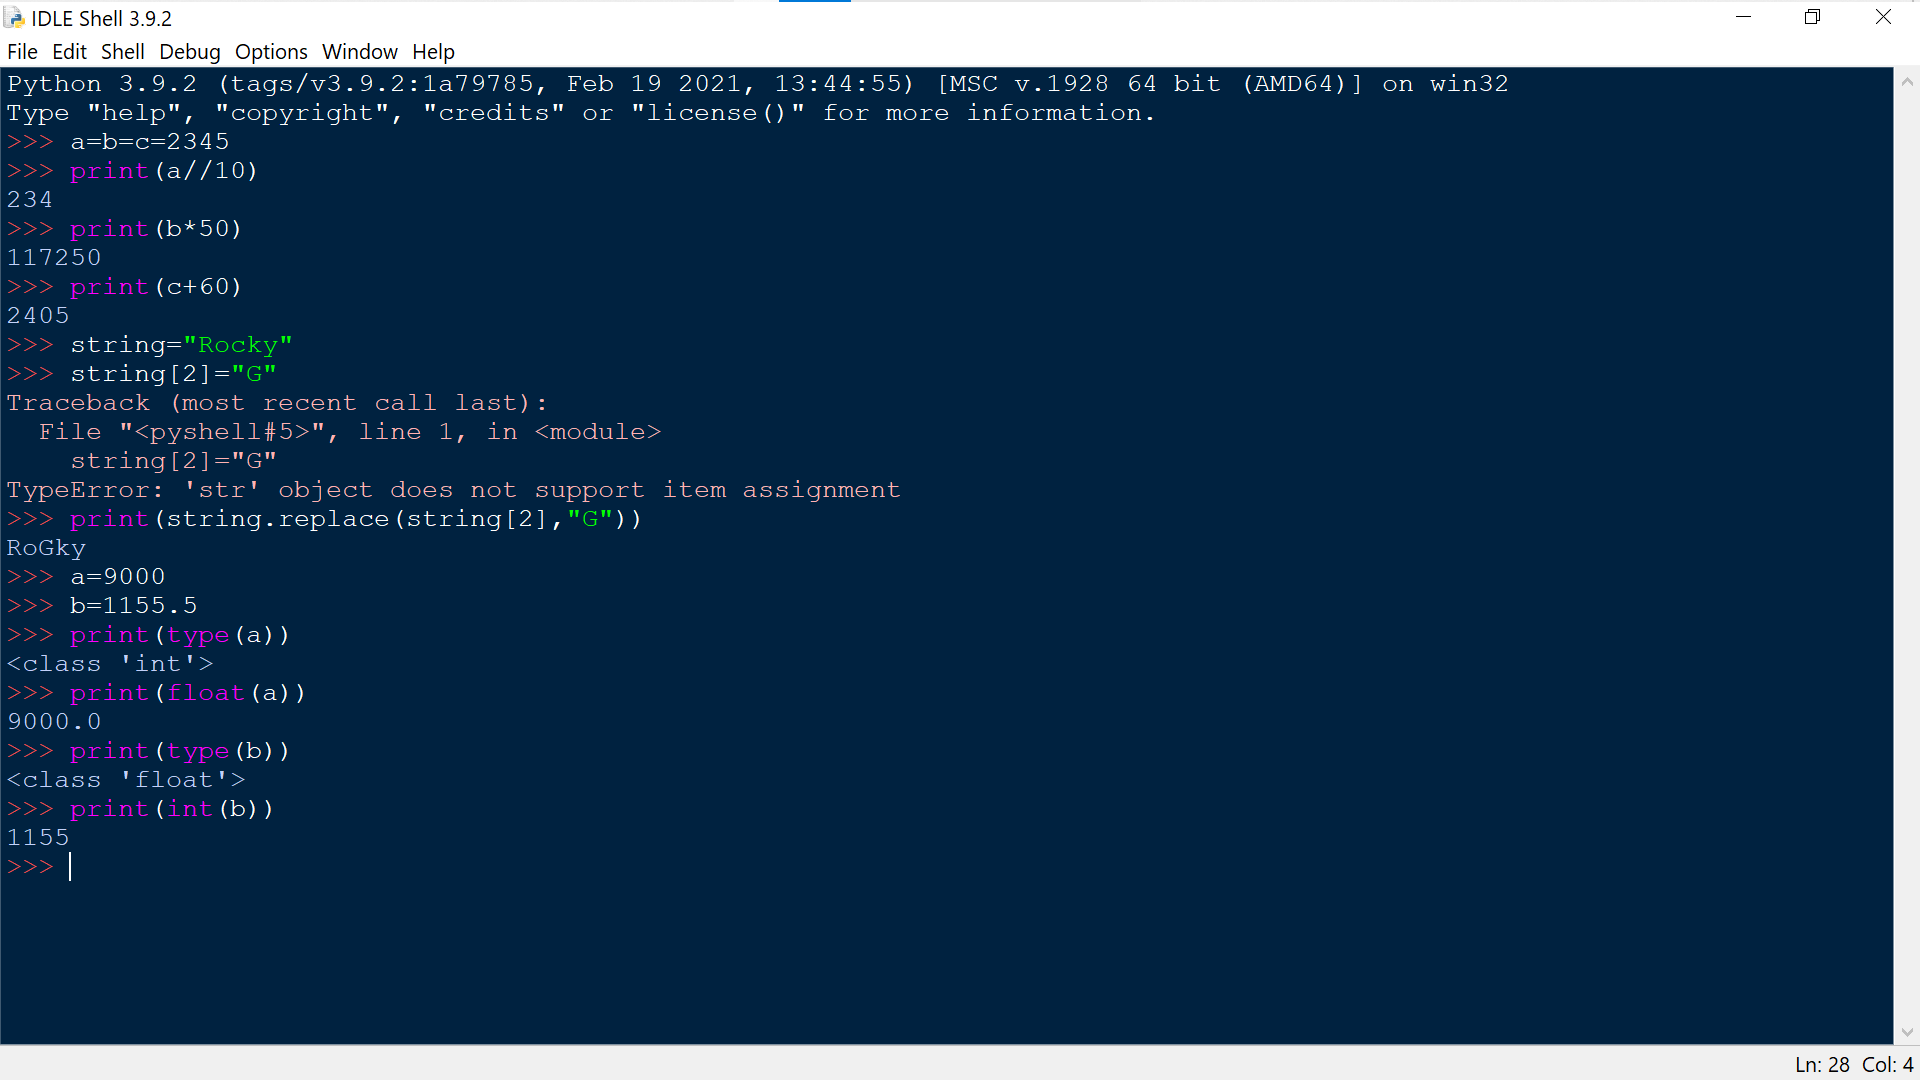 IDLE Shell 3.9.2
File Edit Shell Debug Options Window Help
Python 3.9.2 (tags/v3.9.2:1a79785, Feb 19 2021, 13:44:55) [MSC v.1928 64 bit (AMD64)] on win32
Type "help", "copyright", "credits" or "license()" for more information.
>>> a=b=c=2345
>>> print(a//10)
234
>>> print(b*50)
117250
>>> print(c+60)
2405
>>> string="Rocky"
>>> string[2]="G"
Traceback (most recent call last):
  File "<pyshell#5>", line 1, in <module>
    string[2]="G"
TypeError: 'str' object does not support item assignment
>>> print(string.replace(string[2],"G"))
RoGky
>>> a=9000
>>> b=1155.5
>>> print(type(a))
<class 'int'>
>>> print(float(a))
9000.0
>>> print(type(b))
<class 'float'>
>>> print(int(b))
1155
>>>
Ln: 28 Col: 4